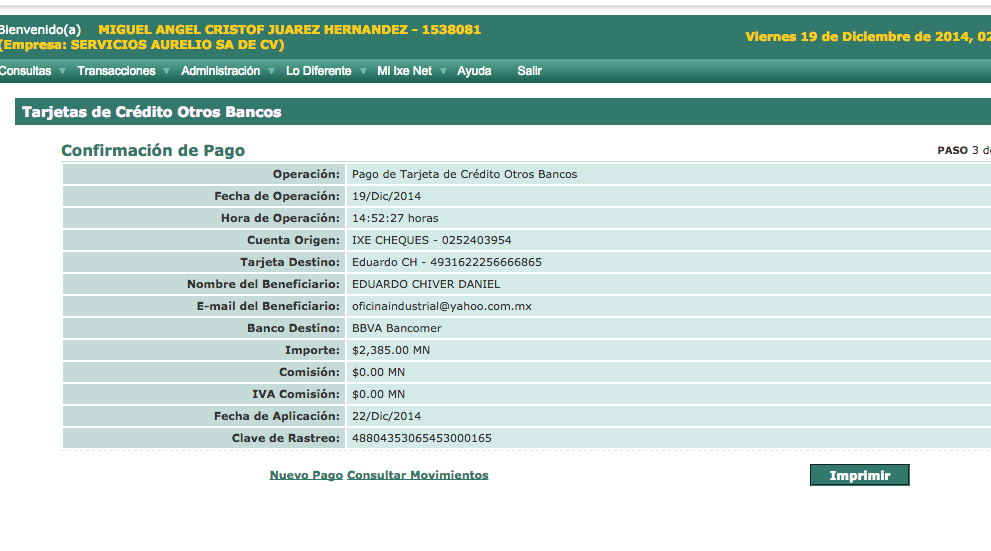 Bienvenido(a) MIGUEL ANGEL CRISTOF JUAREZ HERNANDEZ - 1538081
(Empresa: SERVICIOS AURELIO SA DE CV)
Viernes 19 de Diciembre de 2014, 02
Consultas Transacciones Administración Lo Diferente Mi Ixe Net Ayuda Salir
Tarjetas de Crédito Otros Bancos
Confirmación de Pago
PASO 3 de
Operación: Pago de Tarjeta de Crédito Otros Bancos
Fecha de Operación: 19/Dic/2014
Hora de Operación: 14:52:27 horas
Cuenta Origen: IXE CHEQUES - 0252403954
Tarjeta Destino: Eduardo CH - 4931622256666865
Nombre del Beneficiario: EDUARDO CHIVER DANIEL
E-mail del Beneficiario: oficinaindustrial@yahoo.com.mx
Banco Destino: BBVA Bancomer
Importe: $2,385.00 MN
Comisión: $0.00 MN
IVA Comisión: $0.00 MN
Fecha de Aplicación: 22/Dic/2014
Clave de Rastreo: 48804353065453000165
Nuevo Pago Consultar Movimientos
Imprimir